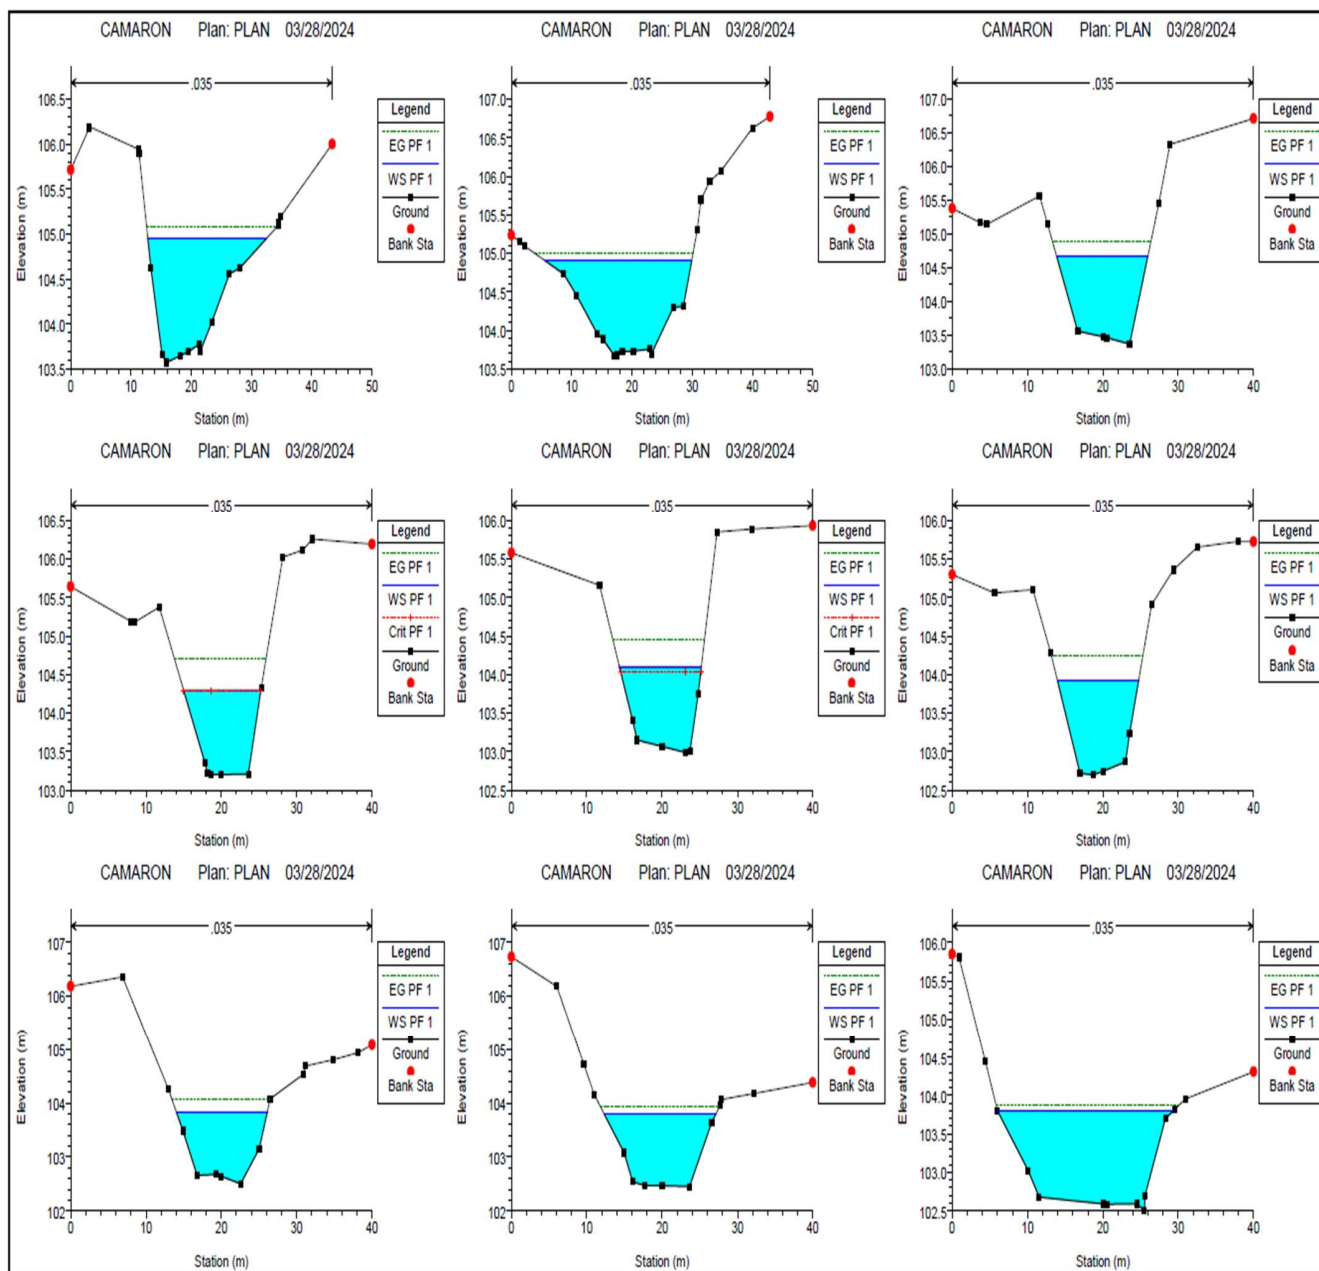 CAMARON Plan: PLAN 03/28/2024
.035
106.5
106.0
105.5
105.0
104.5
104.0
103.5
Elevation (m)
0 10 20 30 40 50
Station (m)
Legend
EG PF 1
WS PF 1
Ground
Bank Sta
CAMARON Plan: PLAN 03/28/2024
.035
107.0
106.5
106.0
105.5
105.0
104.5
104.0
103.5
Elevation (m)
0 10 20 30 40 50
Station (m)
Legend
EG PF 1
WS PF 1
Ground
Bank Sta
CAMARON Plan: PLAN 03/28/2024
.035
107.0
106.5
106.0
105.5
105.0
104.5
104.0
103.5
103.0
Elevation (m)
0 10 20 30 40
Station (m)
Legend
EG PF 1
WS PF 1
Ground
Bank Sta
CAMARON Plan: PLAN 03/28/2024
.035
106.5
106.0
105.5
105.0
104.5
104.0
103.5
103.0
Elevation (m)
0 10 20 30 40
Station (m)
Legend
EG PF 1
WS PF 1
Crit PF 1
Ground
Bank Sta
CAMARON Plan: PLAN 03/28/2024
.035
106.0
105.5
105.0
104.5
104.0
103.5
103.0
102.5
Elevation (m)
0 10 20 30 40
Station (m)
Legend
EG PF 1
WS PF 1
Crit PF 1
Ground
Bank Sta
CAMARON Plan: PLAN 03/28/2024
.035
106.0
105.5
105.0
104.5
104.0
103.5
103.0
102.5
Elevation (m)
0 10 20 30 40
Station (m)
Legend
EG PF 1
WS PF 1
Ground
Bank Sta
CAMARON Plan: PLAN 03/28/2024
.035
107
106
105
104
103
102
Elevation (m)
0 10 20 30 40
Station (m)
Legend
EG PF 1
WS PF 1
Ground
Bank Sta
CAMARON Plan: PLAN 03/28/2024
.035
107
106
105
104
103
102
Elevation (m)
0 10 20 30 40
Station (m)
Legend
EG PF 1
WS PF 1
Ground
Bank Sta
CAMARON Plan: PLAN 03/28/2024
.035
106.0
105.5
105.0
104.5
104.0
103.5
103.0
102.5
Elevation (m)
0 10 20 30 40
Station (m)
Legend
EG PF 1
WS PF 1
Ground
Bank Sta